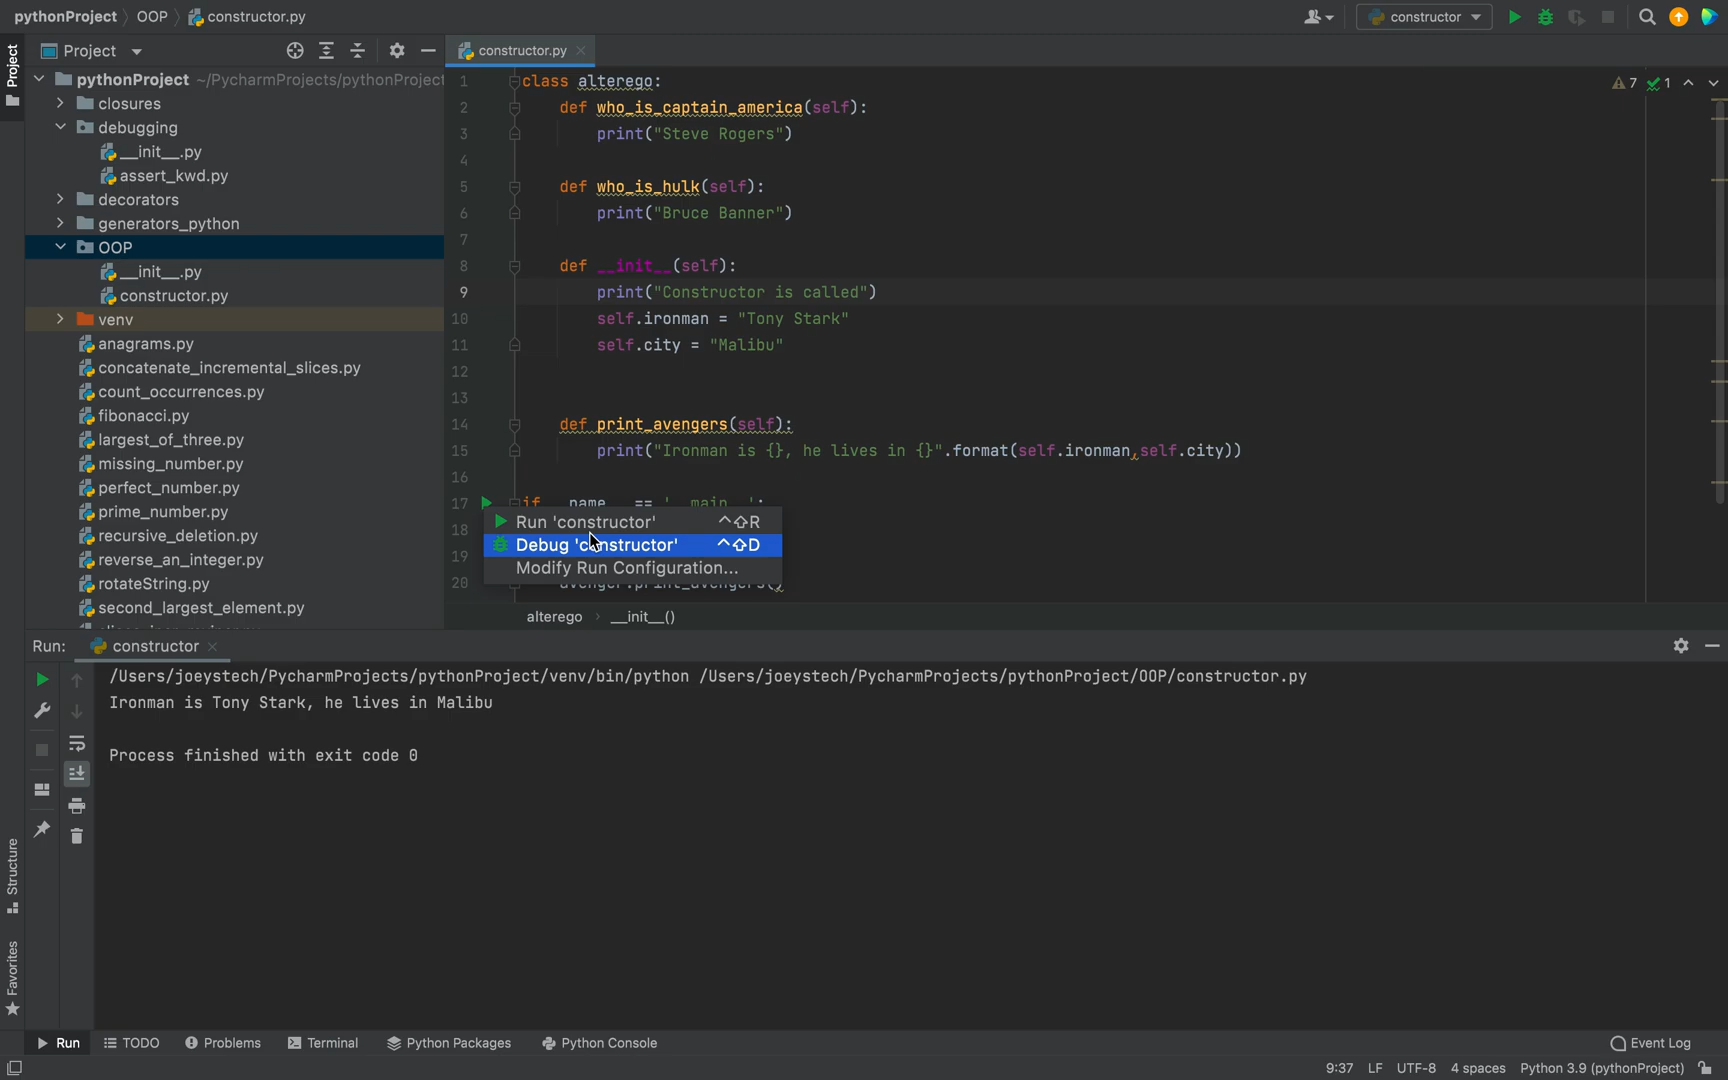 pythonProject OOP constructor.py
constructor
Project
Project
constructor.py
pythonProject ~/PycharmProjects/pythonProject
closures
debugging
__init__.py
assert_kwd.py
decorators
generators_python
OOP
__init__.py
constructor.py
venv
anagrams.py
concatenate_incremental_slices.py
count_occurrences.py
fibonacci.py
largest_of_three.py
missing_number.py
perfect_number.py
prime_number.py
recursive_deletion.py
reverse_an_integer.py
rotateString.py
second_largest_element.py
7 1
1 class alterego:
2 def who_is_captain_america(self):
3 print("Steve Rogers")
4
5 def who_is_hulk(self):
6 print("Bruce Banner")
7
8 def __init__(self):
9 print("Constructor is called")
10 self.ironman = "Tony Stark"
11 self.city = "Malibu"
12
13
14 def print_avengers(self):
15 print("Ironman is {}, he lives in {}".format(self.ironman,self.city))
16
17 if __name__ == '__main__':
18
19
20 avenger.print_avengers()
Run 'constructor' ^⇧R
Debug 'constructor' ^⇧D
Modify Run Configuration...
alterego __init__()
Run: constructor
/Users/joeystech/PycharmProjects/pythonProject/venv/bin/python /Users/joeystech/PycharmProjects/pythonProject/OOP/constructor.py
Ironman is Tony Stark, he lives in Malibu
Process finished with exit code 0
Structure
Favorites
Run TODO Problems Terminal Python Packages Python Console Event Log
9:37 LF UTF-8 4 spaces Python 3.9 (pythonProject)